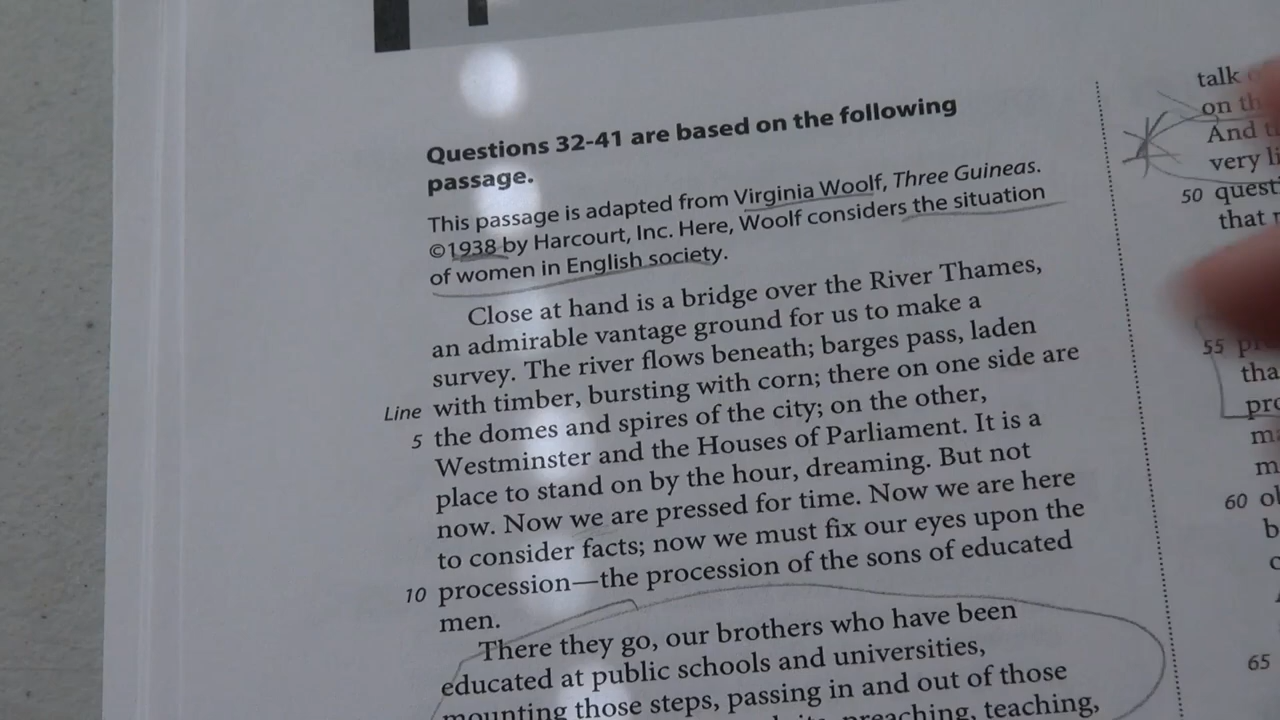 Questions 32-41 are based on the following
passage.
This passage is adapted from Virginia Woolf, Three Guineas.
©1938 by Harcourt, Inc. Here, Woolf considers the situation
of women in English society.
Close at hand is a bridge over the River Thames,
an admirable vantage ground for us to make a
survey. The river flows beneath; barges pass, laden
Line with timber, bursting with corn; there on one side are
5 the domes and spires of the city; on the other,
Westminster and the Houses of Parliament. It is a
place to stand on by the hour, dreaming. But not
now. Now we are pressed for time. Now we are here
to consider facts; now we must fix our eyes upon the
10 procession—the procession of the sons of educated
men.
There they go, our brothers who have been
educated at public schools and universities,
mounting those steps, passing in and out of those
preaching, teaching,
talk
on
And
very
50
that
55
60
65